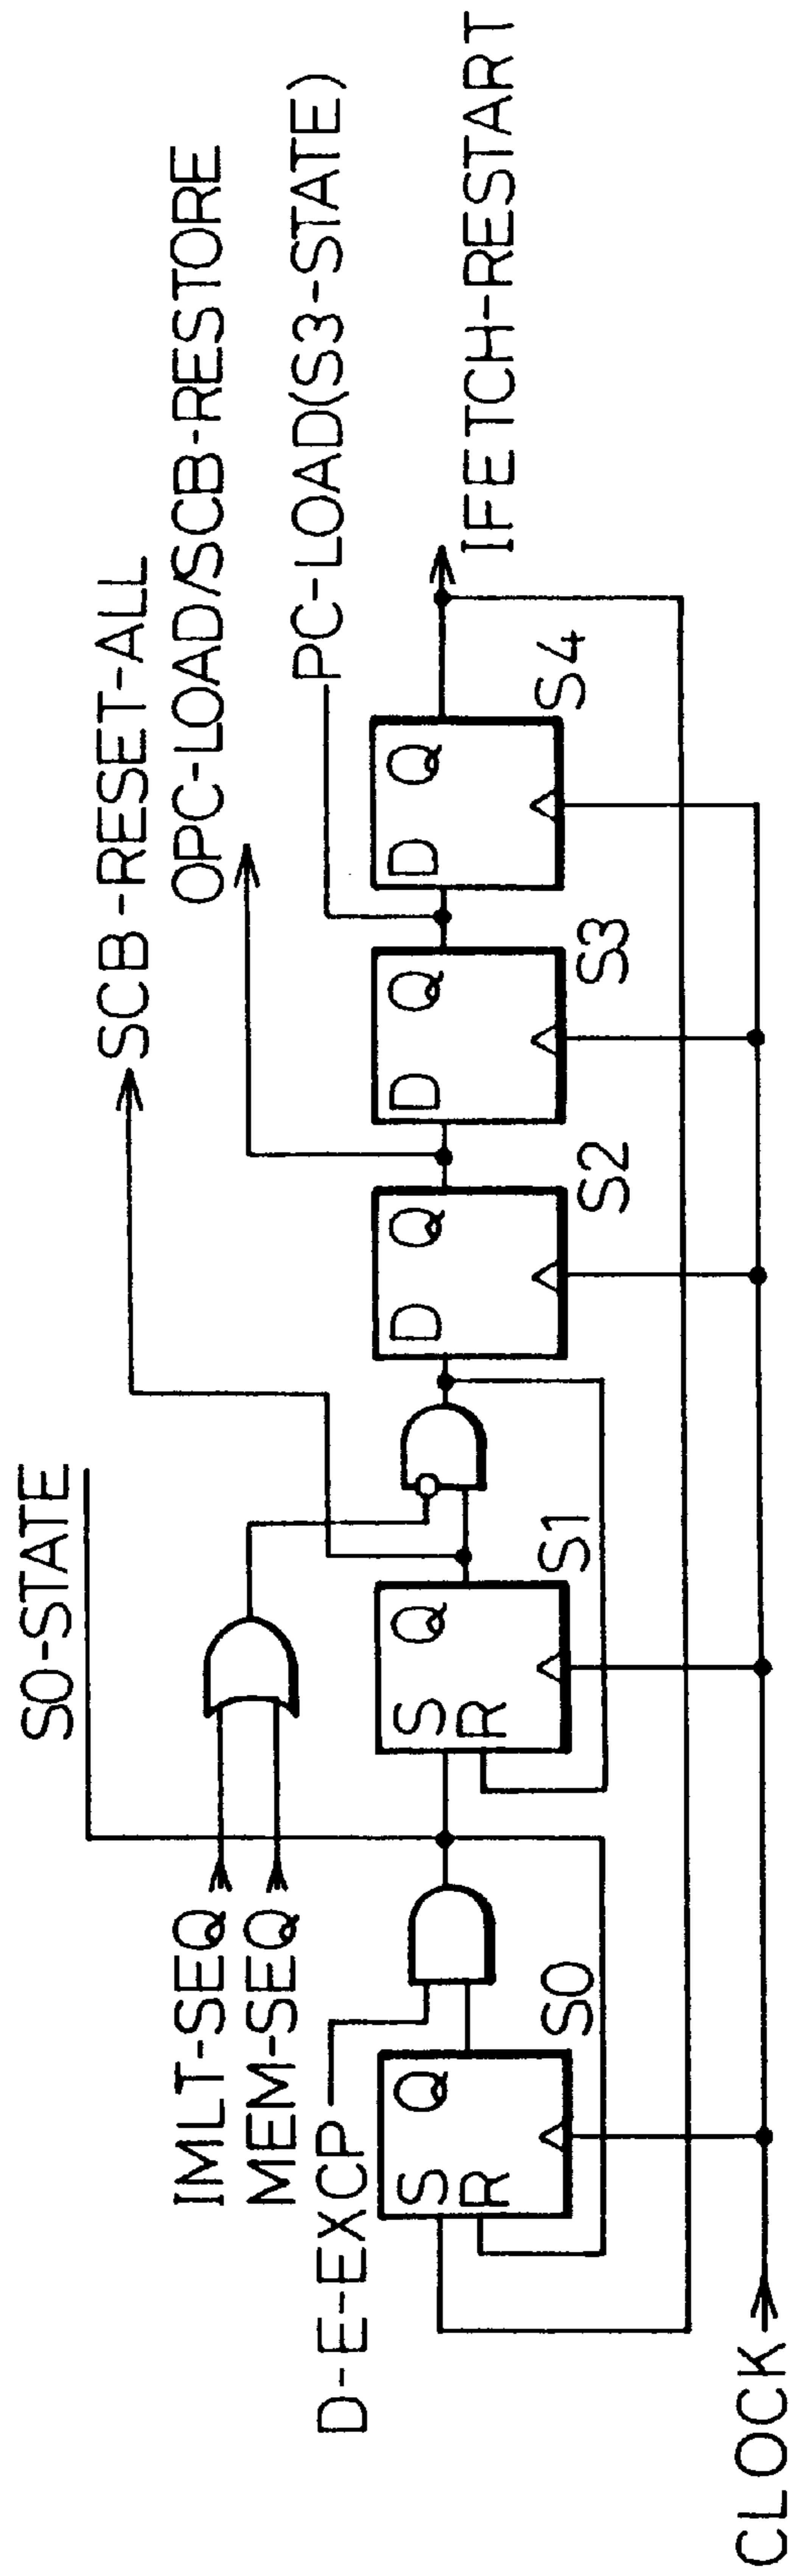 S0-STATE
SCB-RESET-ALL
OPC-LOAD/SCB-RESTORE
IMLT-SEQ
MEM-SEQ
PC-LOAD(S3-STATE)
D-E-EXCP
S
R
Q
S0
S
R
Q
S1
D
Q
S2
D
Q
S3
D
Q
S4
IFETCH-RESTART
CLOCK